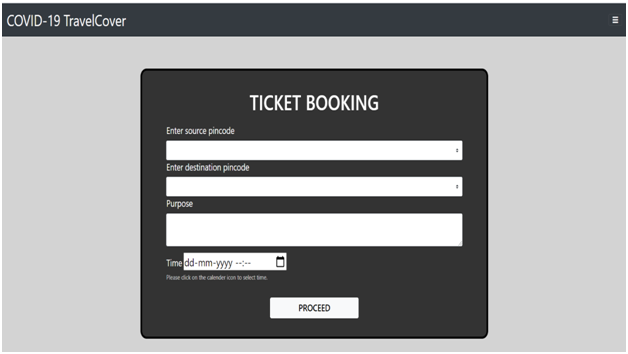 COVID-19 TravelCover
TICKET BOOKING
Enter source pincode
Enter destination pincode
Purpose
Time dd-mm-yyyy --:--
Please click on the calender icon to select time.
PROCEED